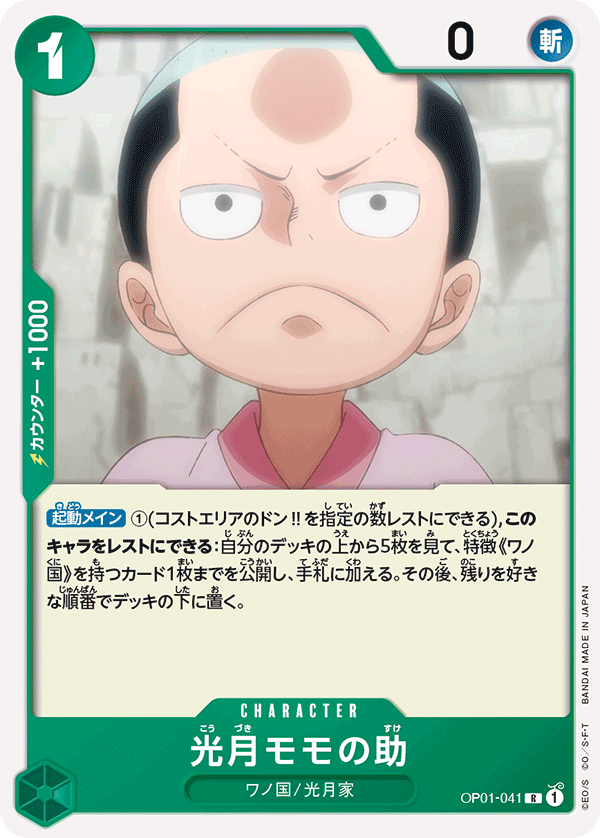 1
0
斬
カウンター +1000
起動メイン ①(コストエリアのドン!!を指定の数レストにできる),この
キャラをレストにできる:自分のデッキの上から5枚を見て、特徴《ワノ
国》を持つカード1枚までを公開し、手札に加える。その後、残りを好き
な順番でデッキの下に置く。
CHARACTER
こう づき すけ
光月モモの助
ワノ国/光月家
OP01-041 R 1
©E.O/S ©O/S・F・T BANDAI MADE IN JAPAN